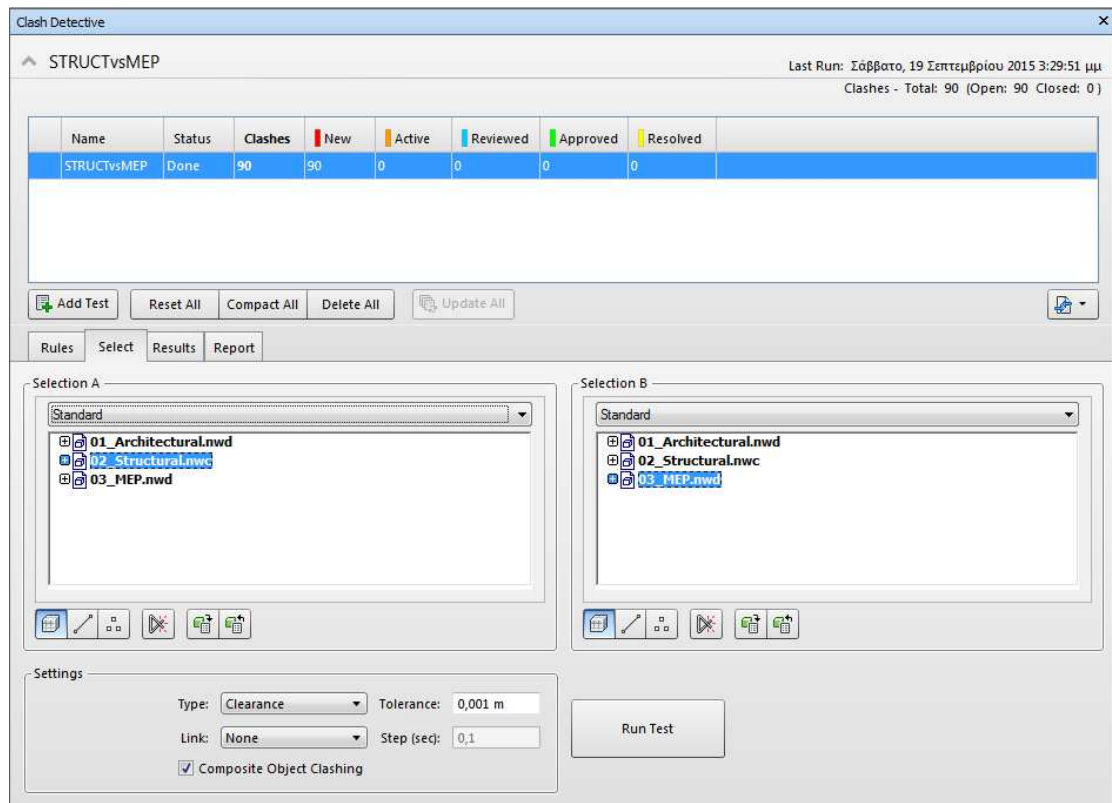 Clash Detective
STRUCTvsMEP
Last Run: Σάββατο, 19 Σεπτεμβρίου 2015 3:29:51 μμ
Clashes - Total: 90 (Open: 90 Closed: 0)
Name Status Clashes New Active Reviewed Approved Resolved
STRUCTvsMEP Done 90 90 0 0 0 0
Add Test Reset All Compact All Delete All Update All
Rules Select Results Report
Selection A
Standard
01_Architectural.nwd
02_Structural.nwc
03_MEP.nwd
Selection B
Standard
01_Architectural.nwd
02_Structural.nwc
03_MEP.nwd
Settings
Type: Clearance Tolerance: 0,001 m
Link: None Step (sec): 0,1
Composite Object Clashing
Run Test